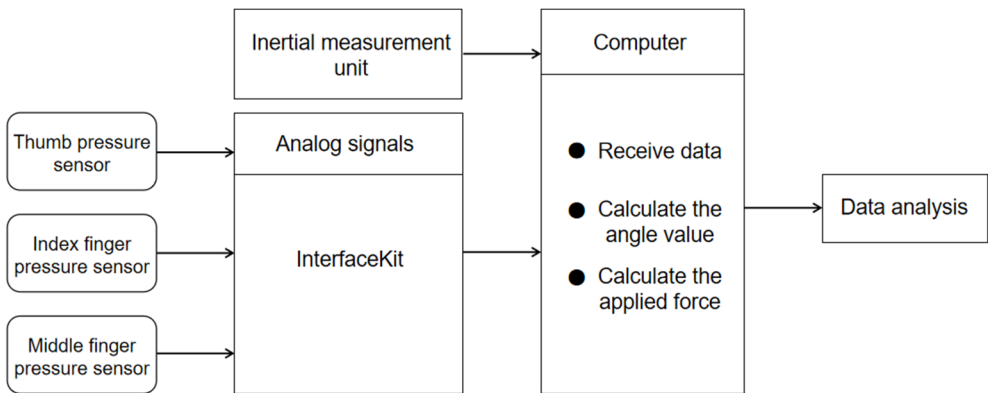 Inertial measurement
unit
Computer
Thumb pressure
sensor
Analog signals
Index finger
pressure sensor
InterfaceKit
Middle finger
pressure sensor
● Receive data
● Calculate the
angle value
● Calculate the
applied force
Data analysis